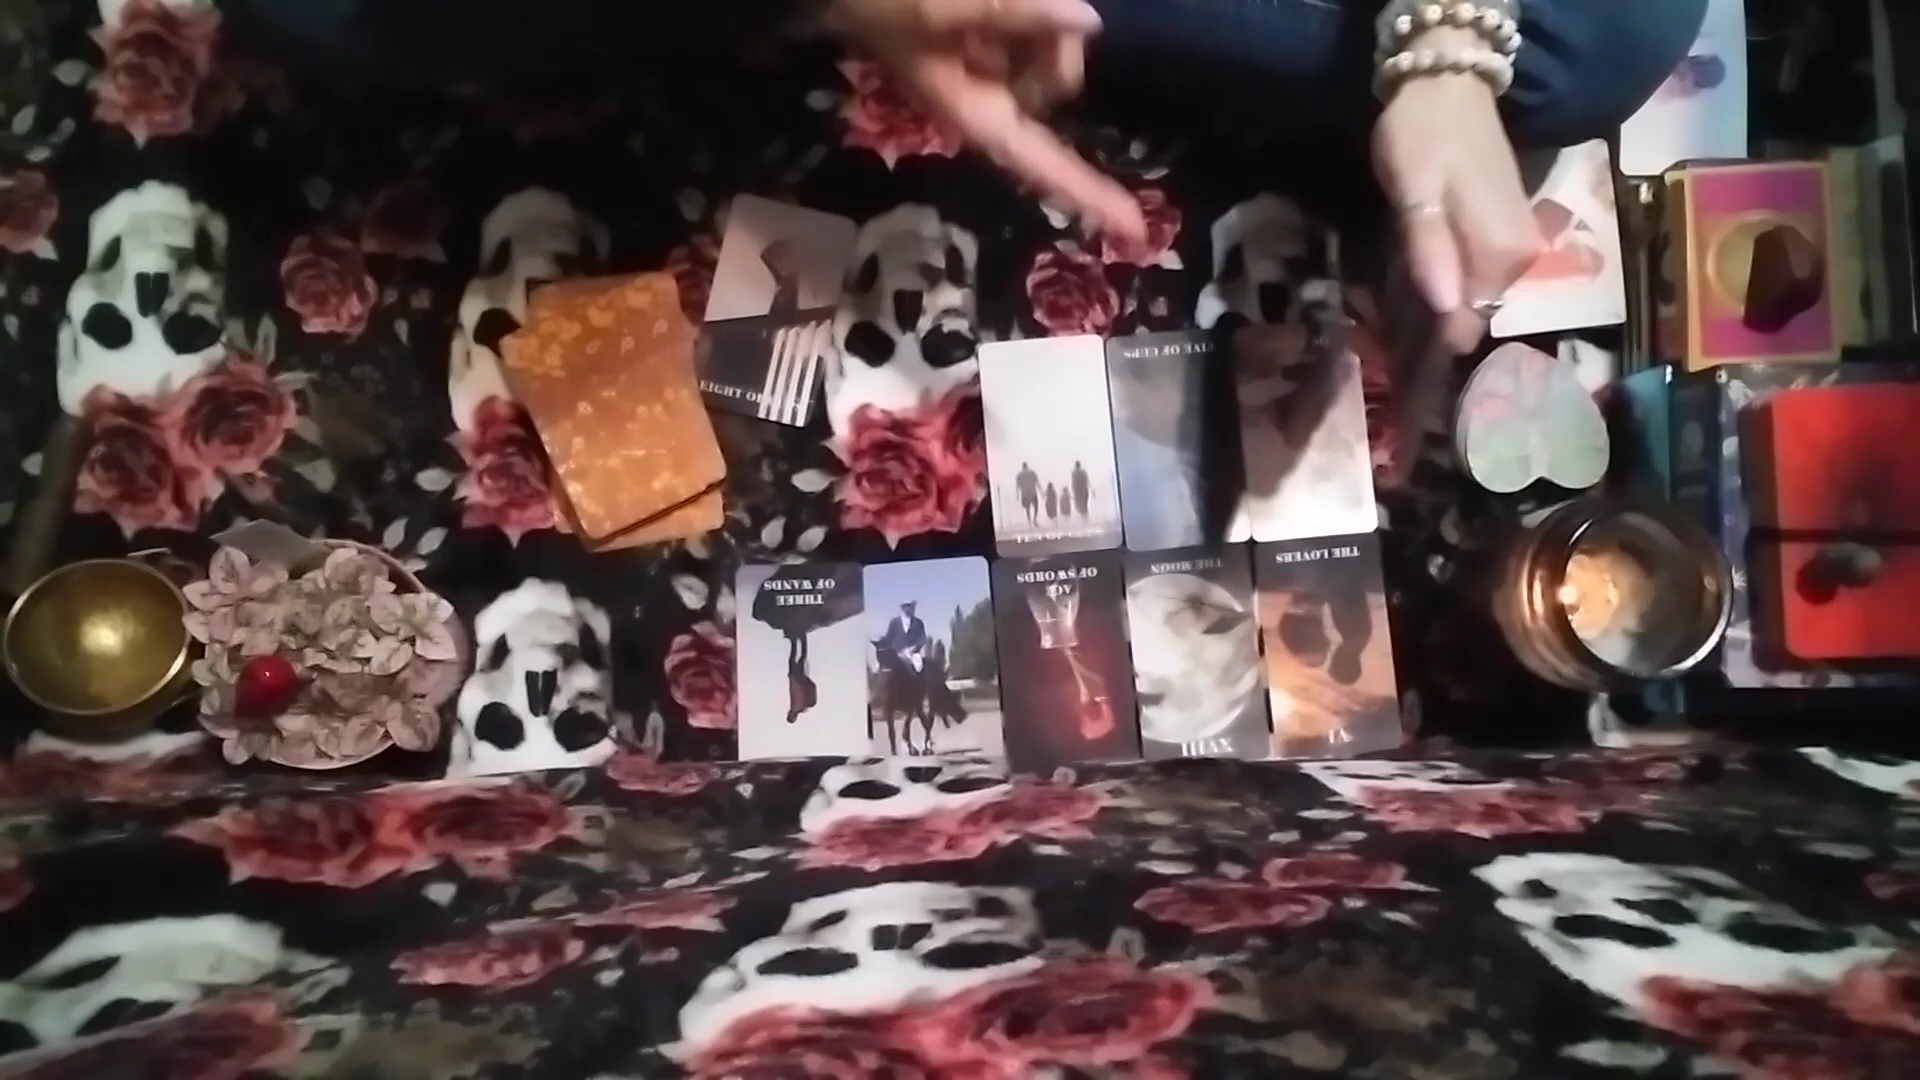 FIVE OF CUPS
EIGHT OF
TEN OF CUPS
THREE
OF WANDS
ACE
OF SWORDS
THE MOON
THE LOVERS
XVIII
VI